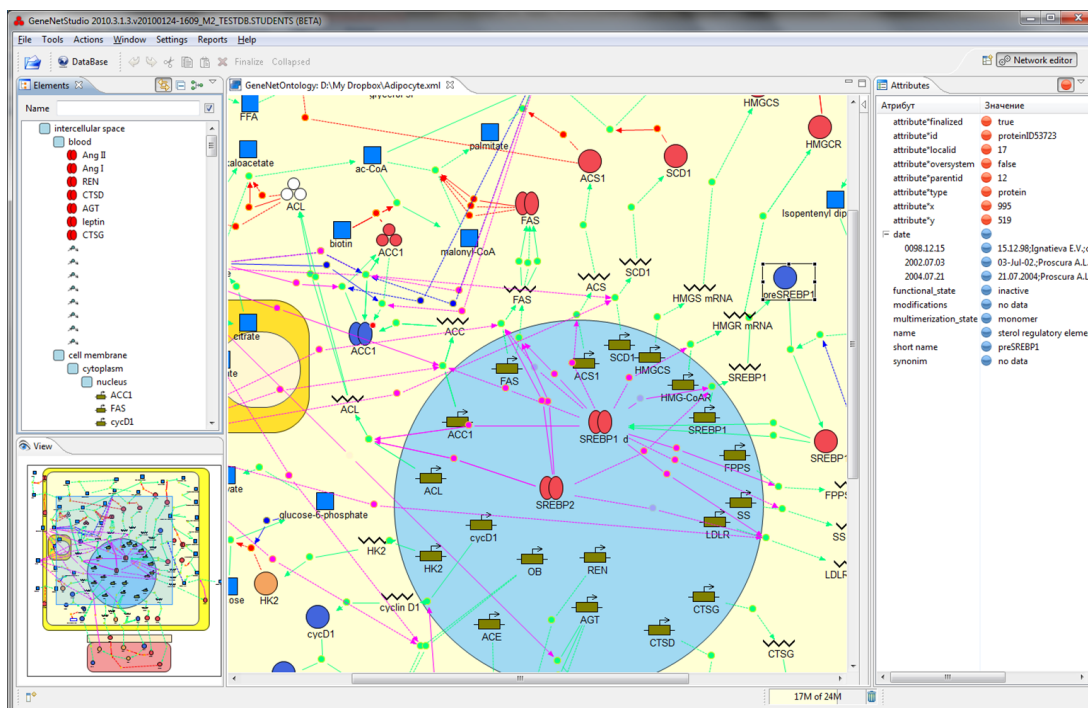 GeneNetStudio 2010.3.1.3.v20100124-1609_M2_TESTDB.STUDENTS (BETA)
File Tools Actions Window Settings Reports Help
DataBase Finalize Collapsed Network editor
Elements
Name
intercellular space
blood
Ang II
Ang I
REN
CTSD
AGT
leptin
CTSG
cell membrane
cytoplasm
nucleus
ACC1
FAS
cycD1
View
GeneNetOntology: D:\My Dropbox\Adipocyte.xml
FFA
palmitate
HMGCS
HMGCR
ac-CoA
ACS1
SCD1
ACL
Isopentenyl dip
biotin
FAS
ACC1
malonyl-CoA
SCD1
ACS
HMGS mRNA
preSREBP1
FAS
citrate
ACC1
ACC
HMGR mRNA
SCD1
HMGCS
FAS
ACS1
SREBP1
HMG-CoAR
ACL
ACC1
SREBP1 d
SREBP1
SREBP1
FPPS
ACL
SREBP2
FPPS
SS
glucose-6-phosphate
LDLR
SS
cycD1
HK2
HK2
OB
REN
LDLR
HK2
cyclin D1
AGT
CTSG
cycD1
ACE
CTSD
CTSG
Attributes
Атрибут Значение
attribute*finalized true
attribute*id proteinID53723
attribute*localid 17
attribute*oversystem false
attribute*parentid 12
attribute*type protein
attribute*x 995
attribute*y 519
date
0098.12.15 15.12.98;Ignatieva E.V.;
2002.07.03 03-Jul-02;Proscura A.L.
2004.07.21 21.07.2004;Proscura A.L
functional_state inactive
modifications no data
multimerization_state monomer
name sterol regulatory eleme
short name preSREBP1
synonim no data
17M of 24M